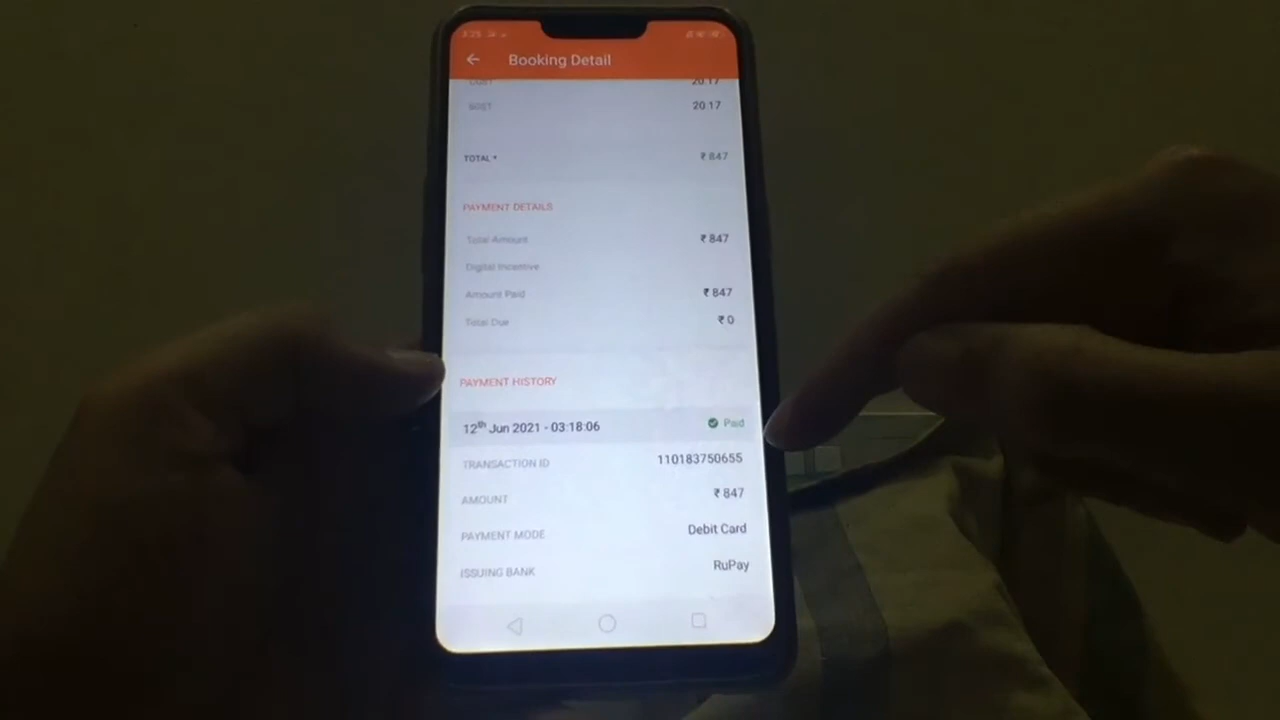 3:25
Booking Detail
CGST 20.17
SGST 20.17
TOTAL * ₹ 847
PAYMENT DETAILS
Total Amount ₹ 847
Digital Incentive
Amount Paid ₹ 847
Total Due ₹ 0
PAYMENT HISTORY
12th Jun 2021 - 03:18:06 Paid
TRANSACTION ID 110183750655
AMOUNT ₹ 847
PAYMENT MODE Debit Card
ISSUING BANK RuPay